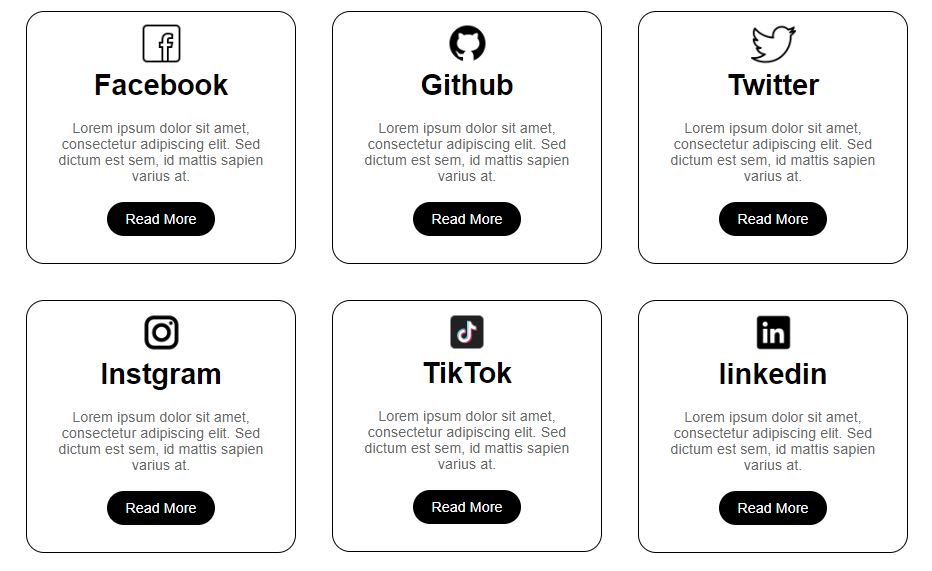 Facebook
Lorem ipsum dolor sit amet,
consectetur adipiscing elit. Sed
dictum est sem, id mattis sapien
varius at.
Read More
Github
Lorem ipsum dolor sit amet,
consectetur adipiscing elit. Sed
dictum est sem, id mattis sapien
varius at.
Read More
Twitter
Lorem ipsum dolor sit amet,
consectetur adipiscing elit. Sed
dictum est sem, id mattis sapien
varius at.
Read More
Instgram
Lorem ipsum dolor sit amet,
consectetur adipiscing elit. Sed
dictum est sem, id mattis sapien
varius at.
Read More
TikTok
Lorem ipsum dolor sit amet,
consectetur adipiscing elit. Sed
dictum est sem, id mattis sapien
varius at.
Read More
in
linkedin
Lorem ipsum dolor sit amet,
consectetur adipiscing elit. Sed
dictum est sem, id mattis sapien
varius at.
Read More